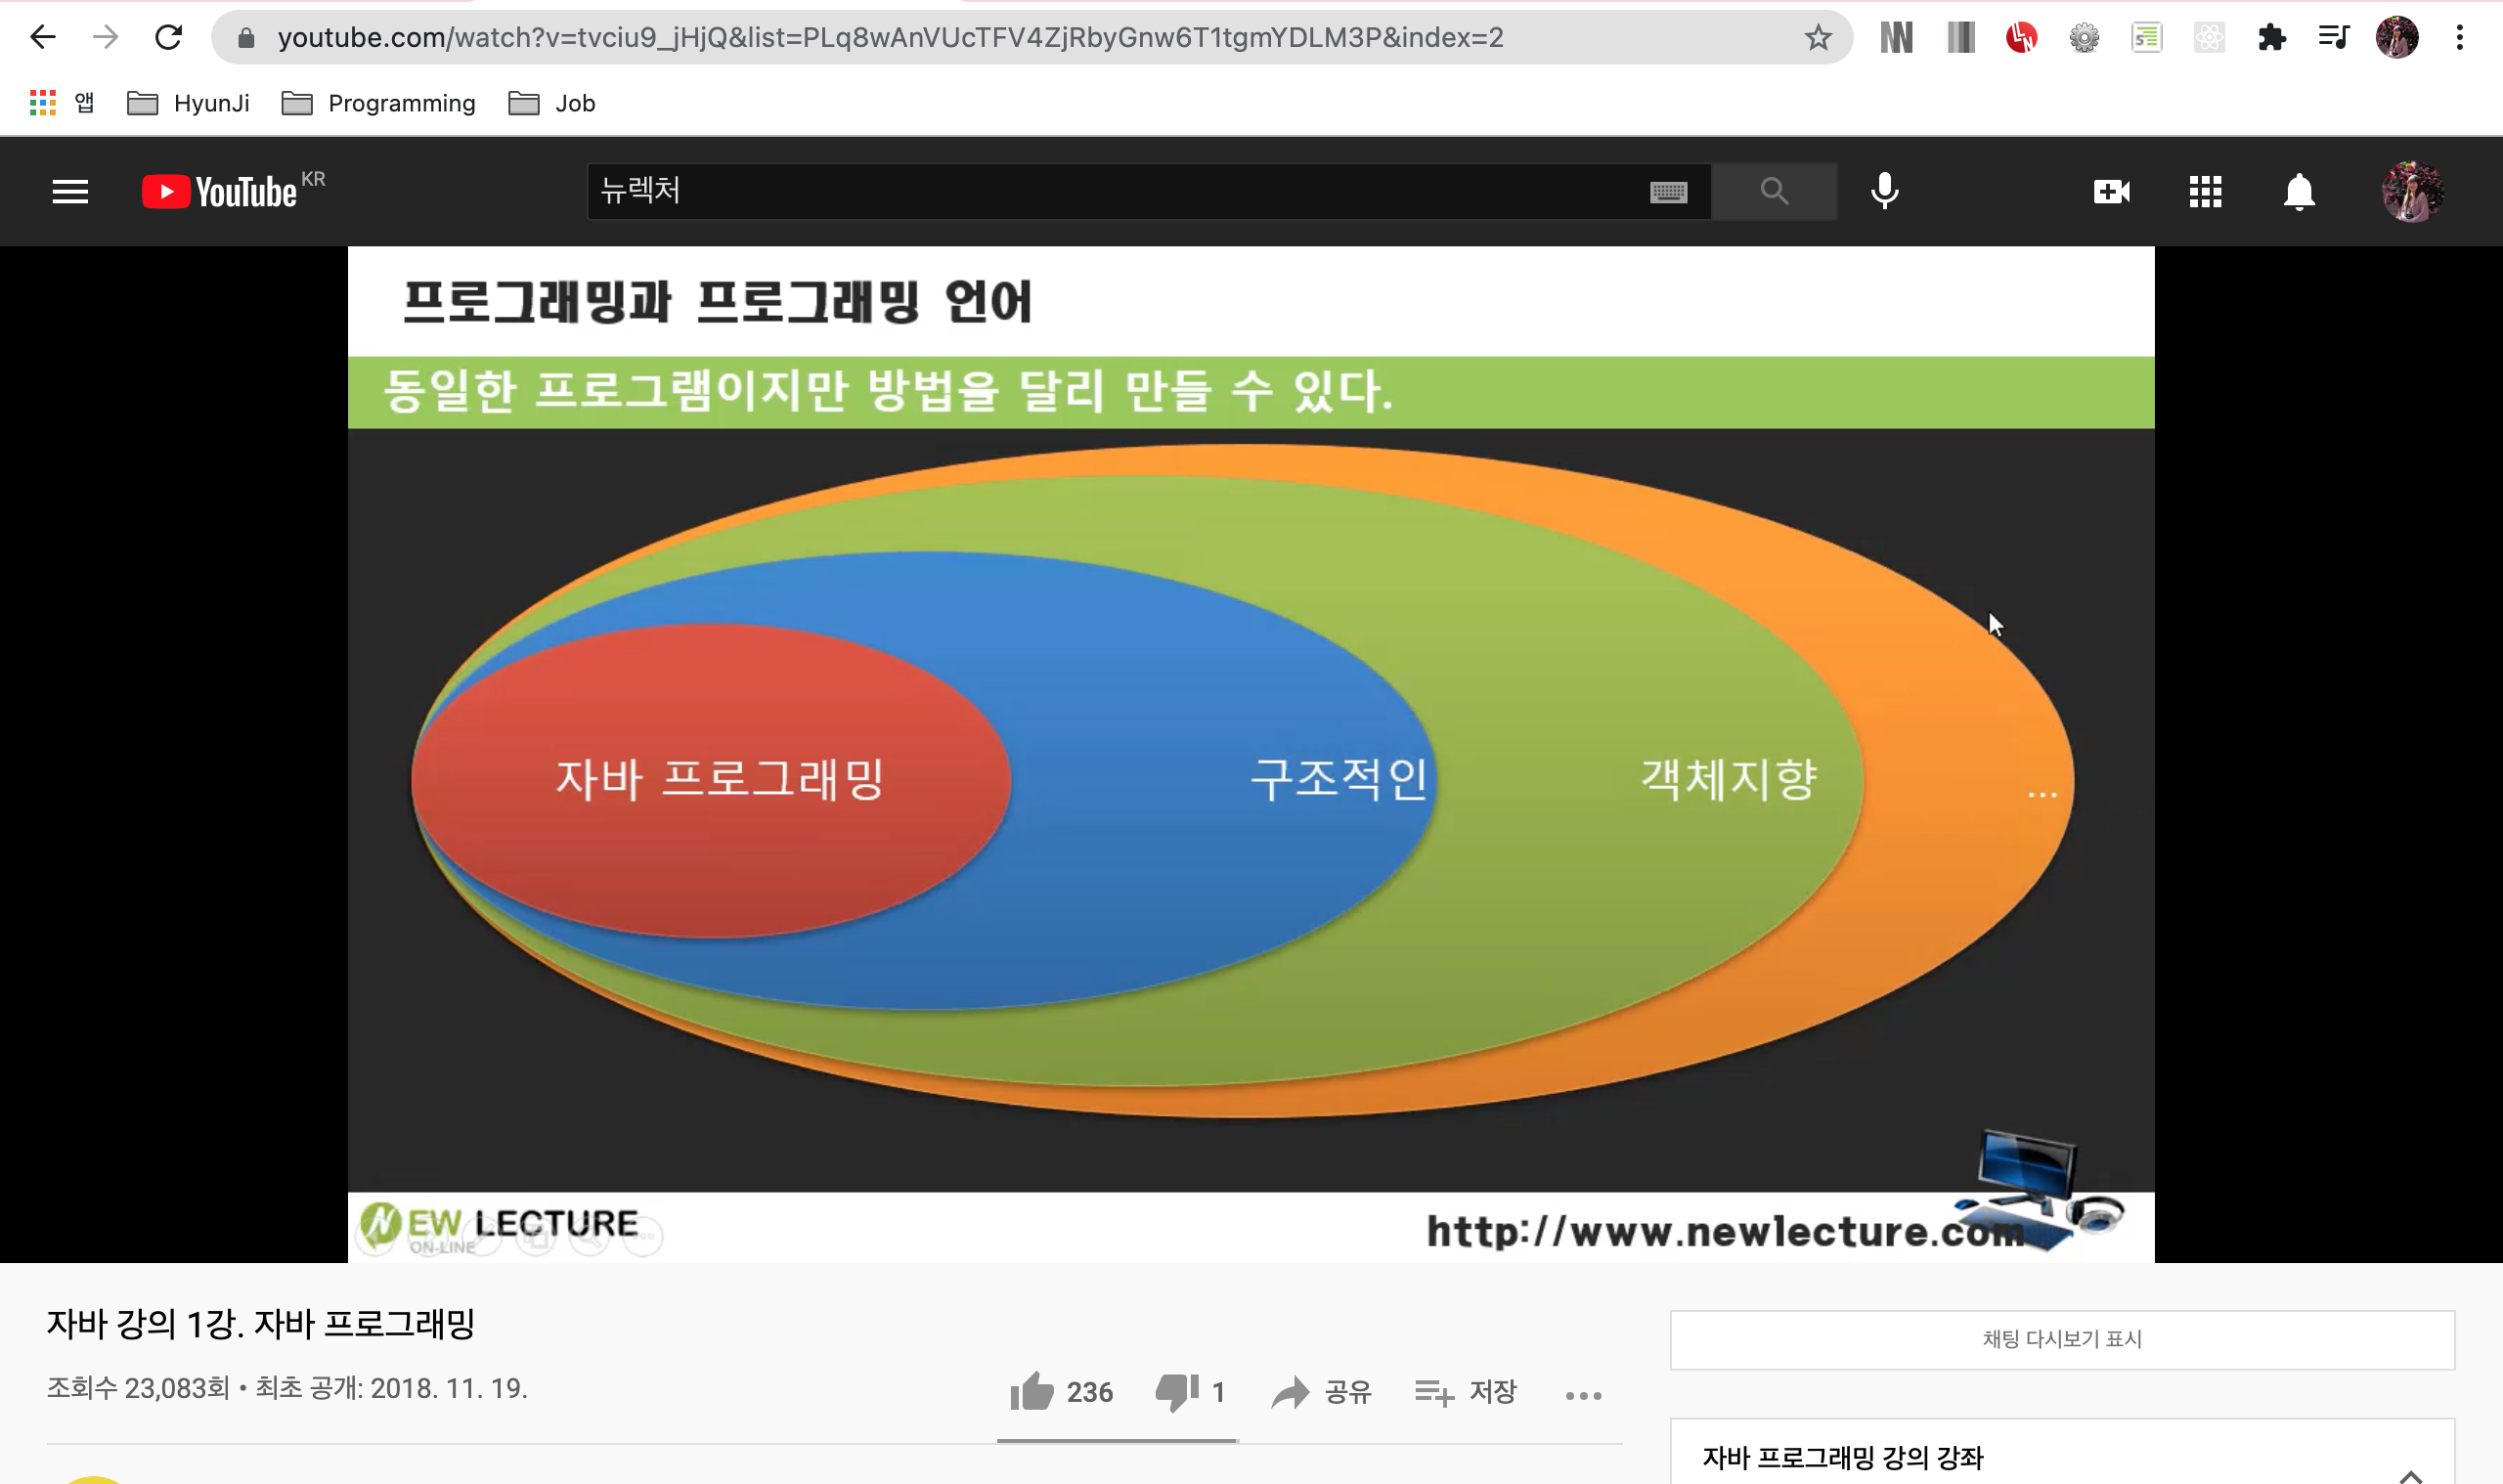 youtube.com/watch?v=tvciu9_jHjQ&list=PLq8wAnVUcTFV4ZjRbyGnw6T1tgmYDLM3P&index=2
앱 HyunJi Programming Job
YouTube KR
뉴렉처
프로그래밍과 프로그래밍 언어
동일한 프로그램이지만 방법을 달리 만들 수 있다.
자바 프로그래밍 구조적인 객체지향 ...
NEW LECTURE
ON-LINE
http://www.newlecture.com
자바 강의 1강. 자바 프로그래밍
조회수 23,083회 • 최초 공개: 2018. 11. 19.
236 1 공유 저장
채팅 다시보기 표시
자바 프로그래밍 강의 강좌